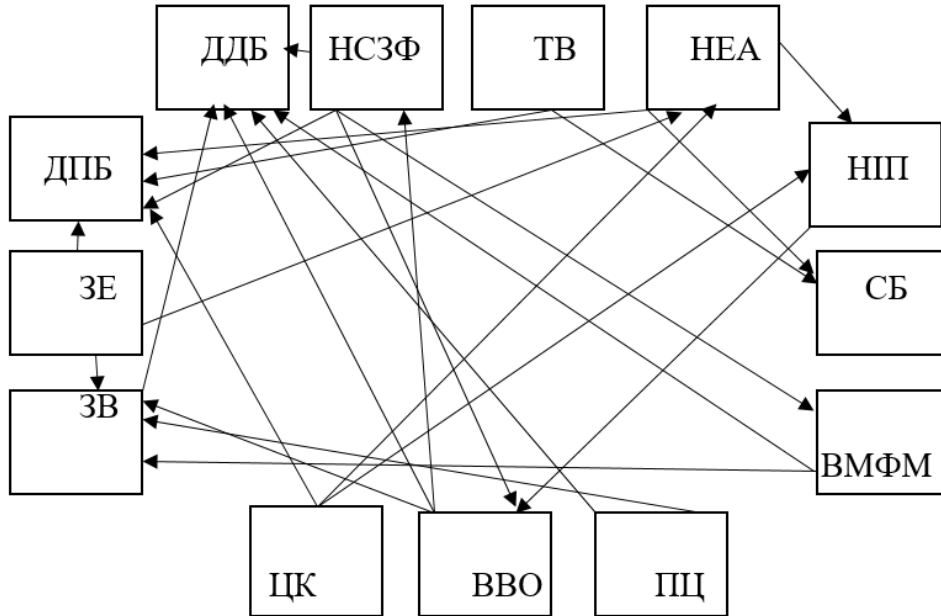 ДДБ
НСЗФ
ТВ
НЕА
ДПБ
НІП
ЗЕ
СБ
ЗВ
ВМФМ
ЦК
ВВО
ПЦ